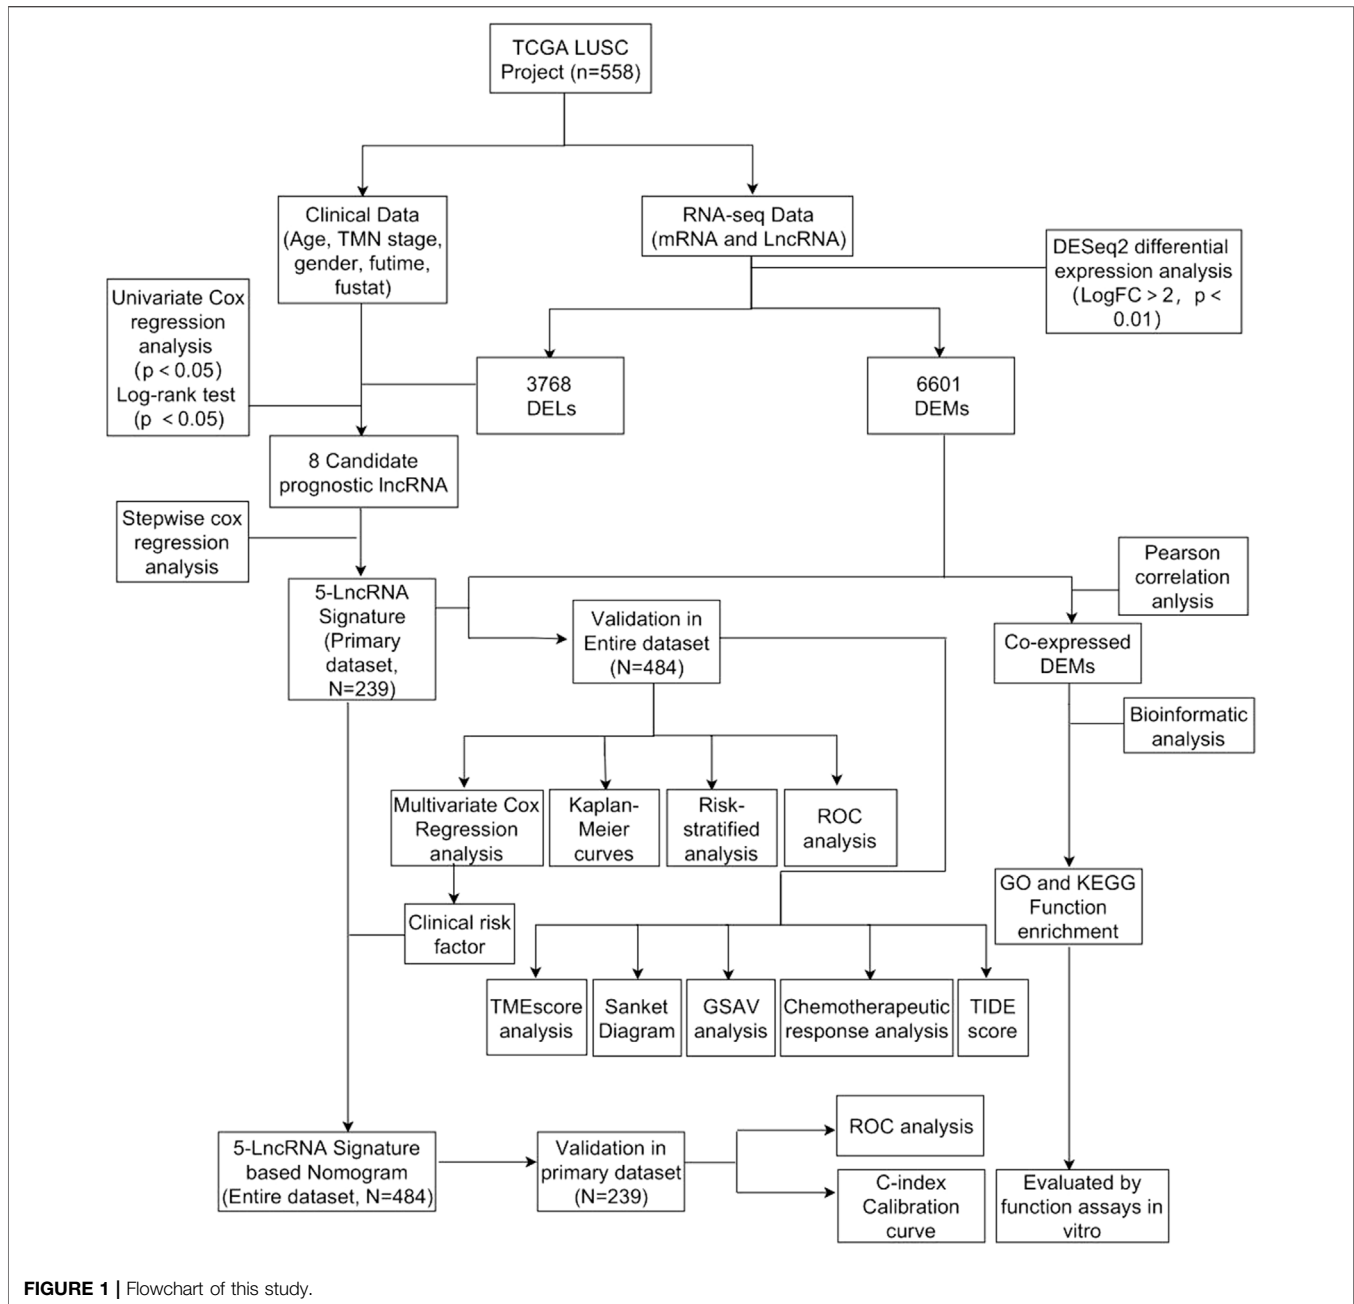 TCGA LUSC
Project (n=558)
Clinical Data
(Age, TMN stage,
gender, futime,
fustat)
RNA-seq Data
(mRNA and LncRNA)
DESeq2 differential
expression analysis
(LogFC > 2, p <
0.01)
Univariate Cox
regression
analysis
(p < 0.05)
Log-rank test
(p < 0.05)
3768
DELs
6601
DEMs
8 Candidate
prognostic lncRNA
Stepwise cox
regression
analysis
Pearson
correlation
anlysis
5-LncRNA
Signature
(Primary
dataset,
N=239)
Validation in
Entire dataset
(N=484)
Co-expressed
DEMs
Bioinformatic
analysis
Multivariate Cox
Regression
analysis
Kaplan-
Meier
curves
Risk-
stratified
analysis
ROC
analysis
GO and KEGG
Function
enrichment
Clinical risk
factor
TMEscore
analysis
Sanket
Diagram
GSAV
analysis
Chemotherapeutic
response analysis
TIDE
score
5-LncRNA Signature
based Nomogram
(Entire dataset, N=484)
Validation in
primary dataset
(N=239)
ROC analysis
C-index
Calibration
curve
Evaluated by
function assays in
vitro
FIGURE 1 | Flowchart of this study.